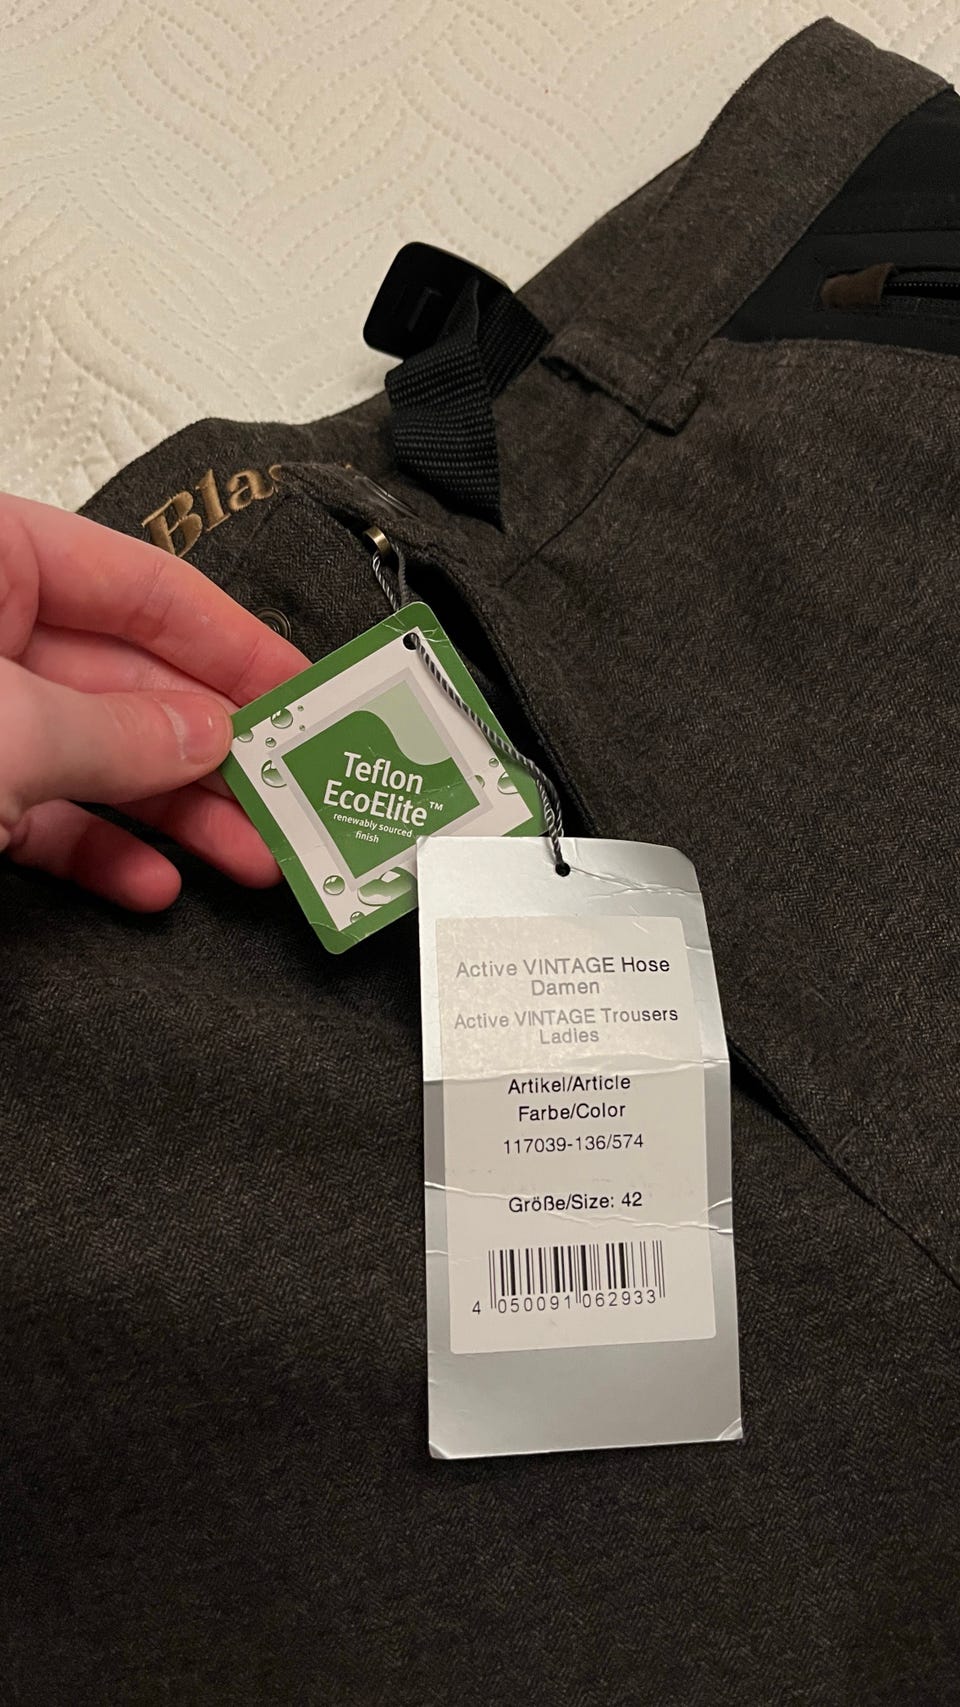 Blas
Teflon
EcoElite™
renewably sourced
finish
Active VINTAGE Hose
Damen
Active VINTAGE Trousers
Ladies
Artikel/Article
Farbe/Color
117039-136/574
Größe/Size: 42
4 050091 062933